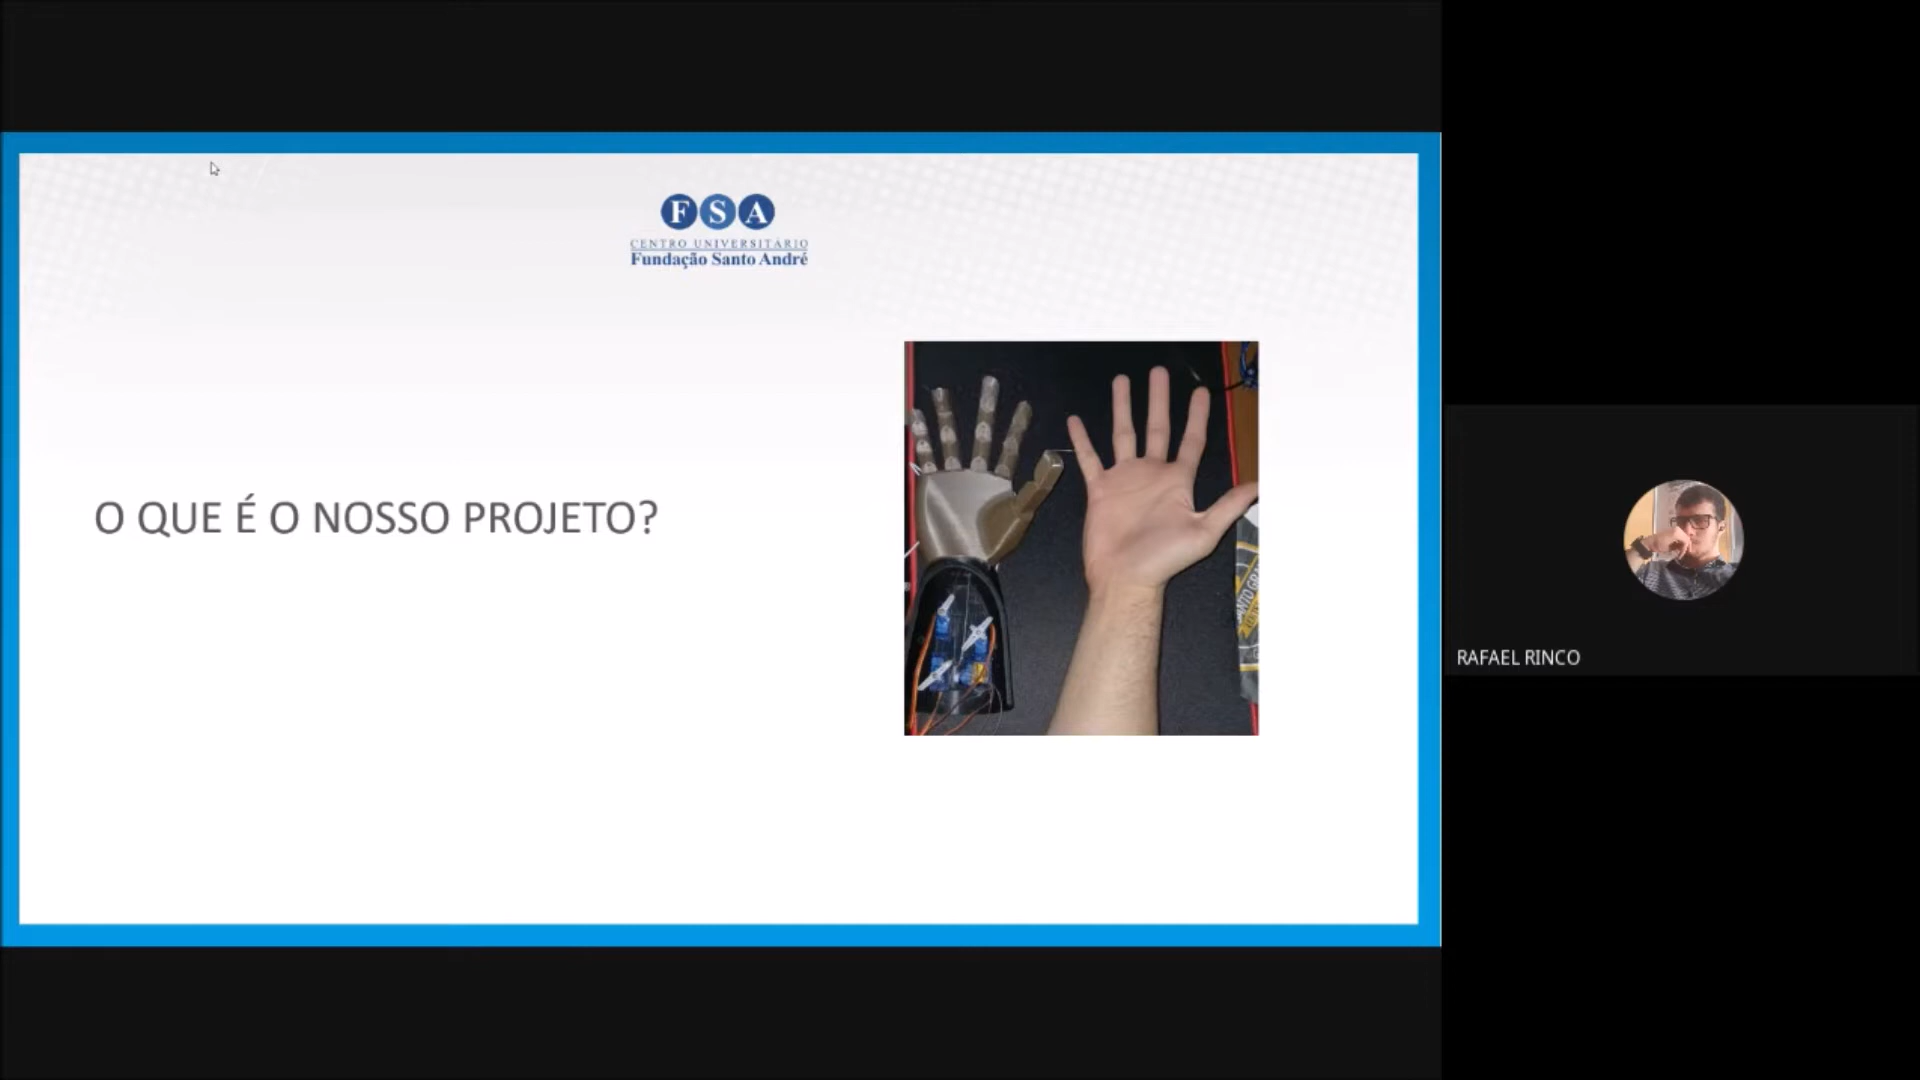 F S A
CENTRO UNIVERSITÁRIO
Fundação Santo André
O QUE É O NOSSO PROJETO?
RAFAEL RINCO